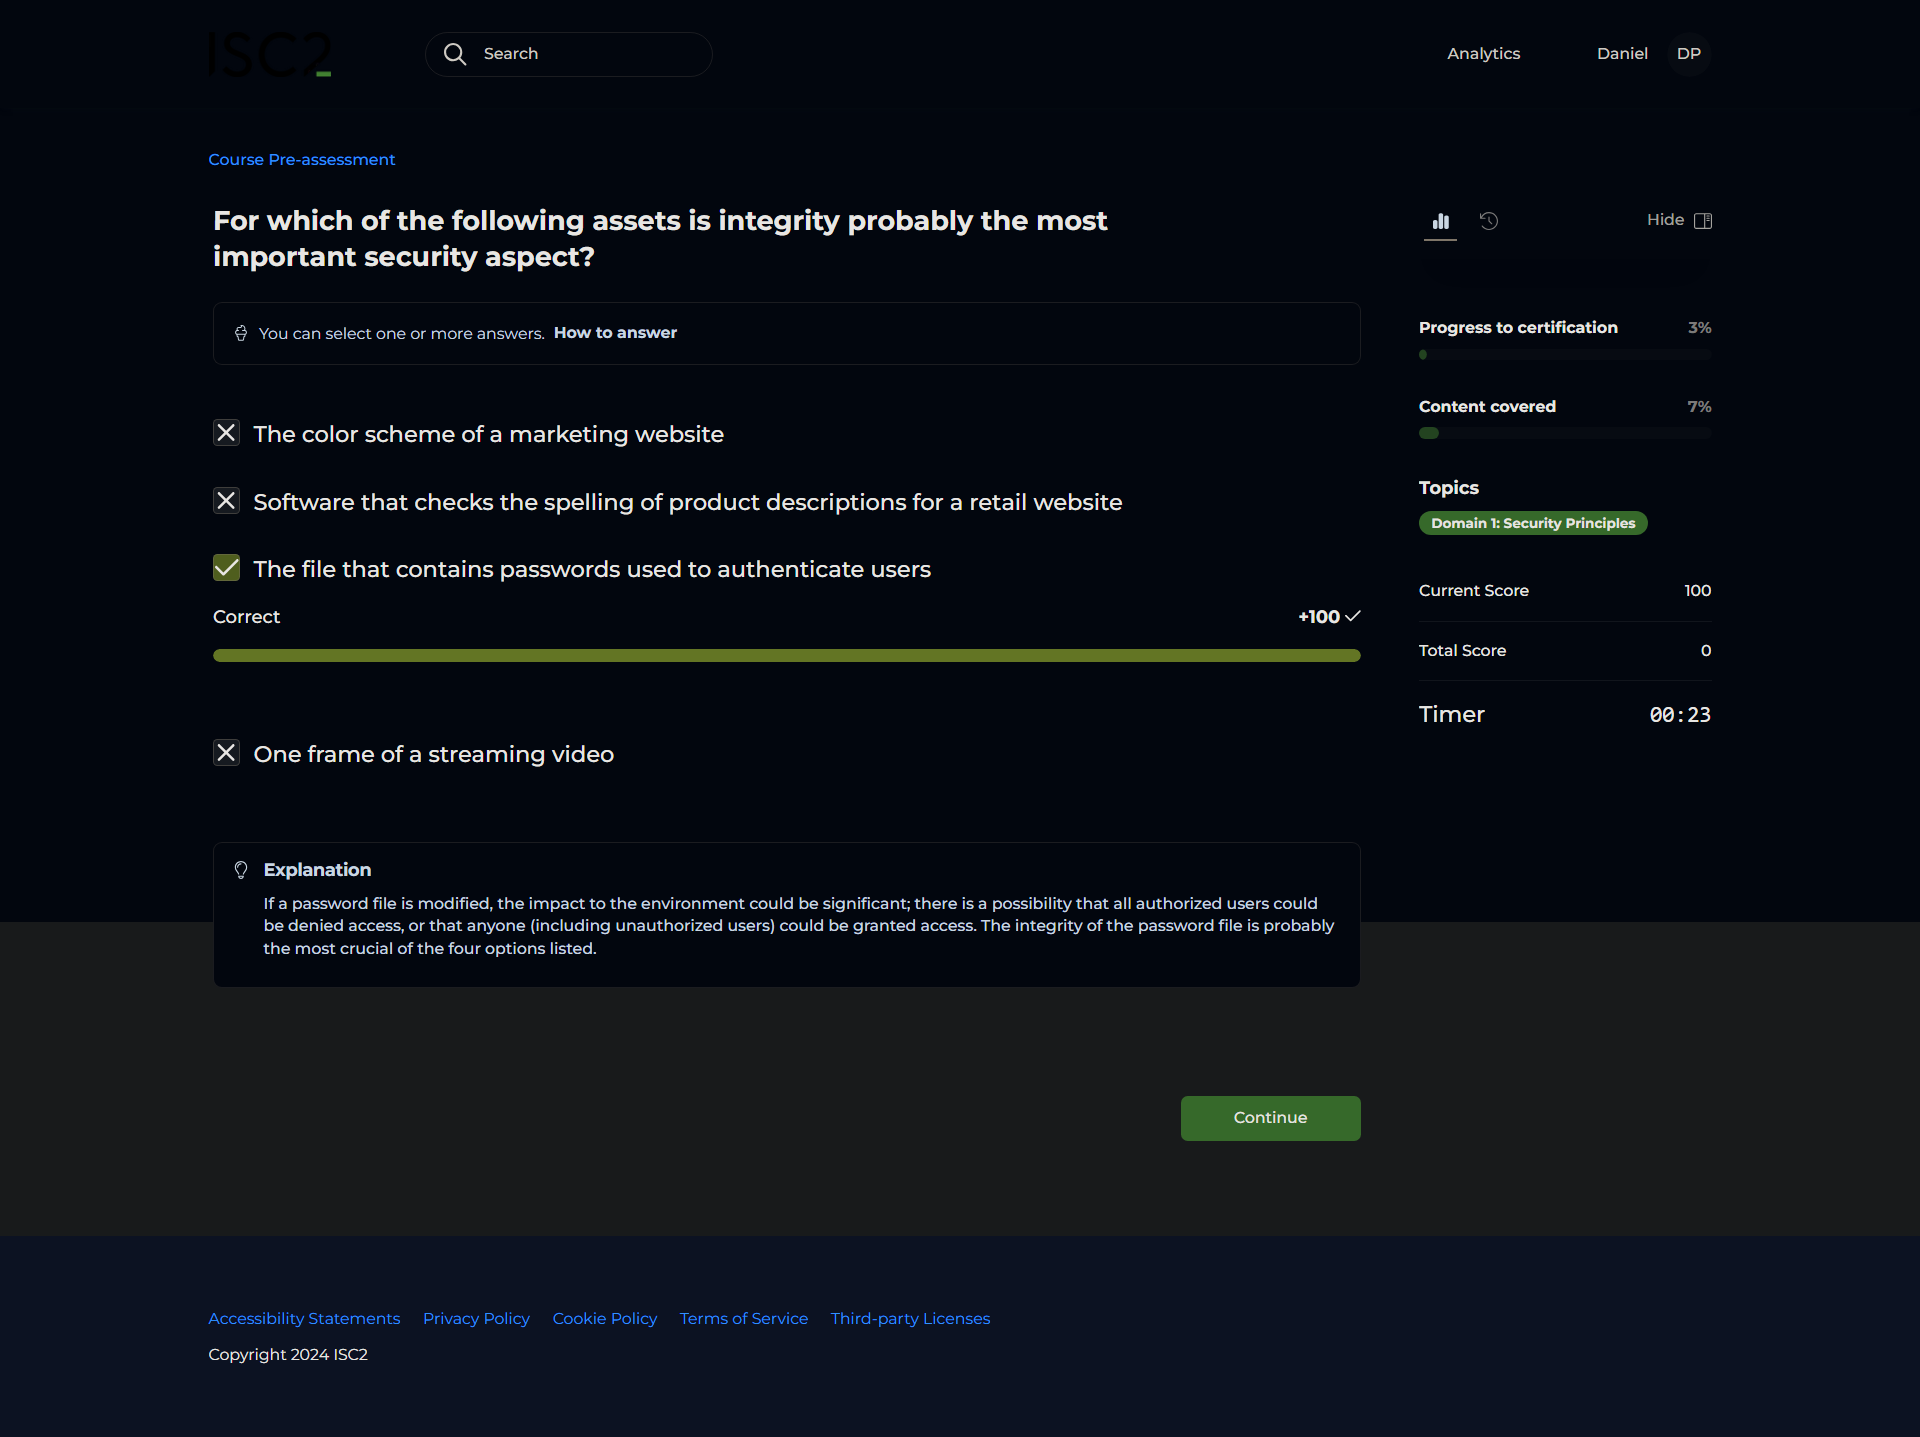 ISC2
Search
Analytics
Daniel
DP
Course Pre-assessment
For which of the following assets is integrity probably the most
important security aspect?
You can select one or more answers. How to answer
The color scheme of a marketing website
Software that checks the spelling of product descriptions for a retail website
The file that contains passwords used to authenticate users
Correct
+100
One frame of a streaming video
Explanation
If a password file is modified, the impact to the environment could be significant; there is a possibility that all authorized users could
be denied access, or that anyone (including unauthorized users) could be granted access. The integrity of the password file is probably
the most crucial of the four options listed.
Continue
Hide
Progress to certification 3%
Content covered 7%
Topics
Domain 1: Security Principles
Current Score 100
Total Score 0
Timer 00:23
Accessibility Statements Privacy Policy Cookie Policy Terms of Service Third-party Licenses
Copyright 2024 ISC2